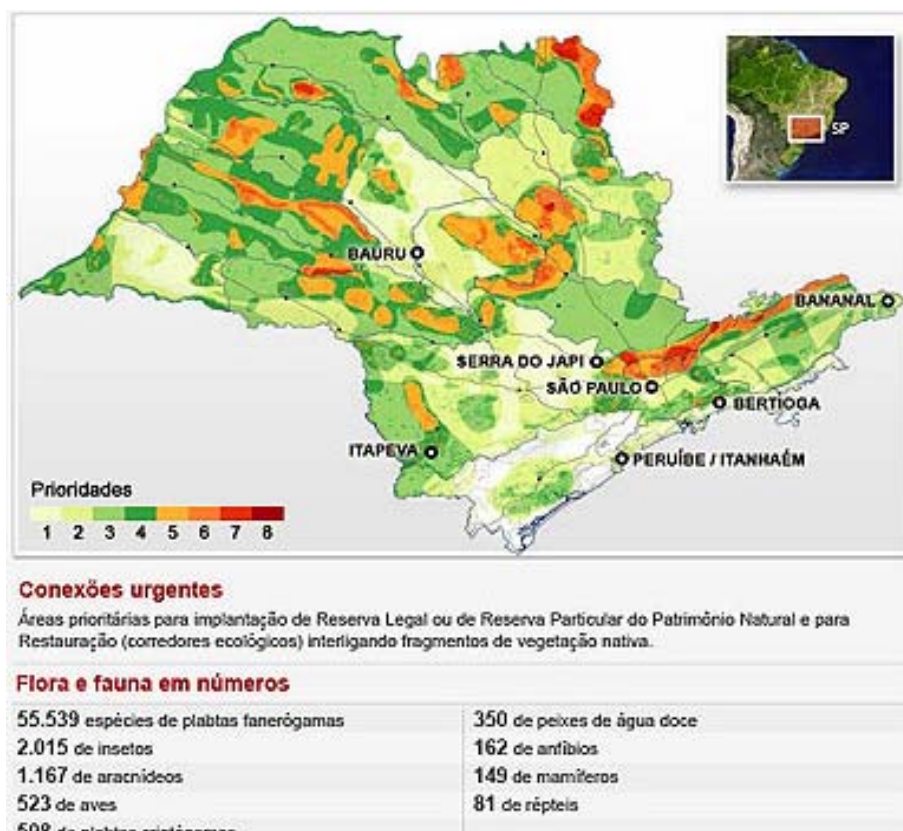 SP
BAURU
BANANAL
SERRA DO JAPI
SÃO PAULO
BERTIOGA
ITAPEVA
PERUÍBE / ITANHAÉM
Prioridades
1 2 3 4 5 6 7 8
Conexões urgentes
Áreas prioritárias para implantação de Reserva Legal ou de Reserva Particular do Patrimônio Natural e para
Restauração (corredores ecológicos) interligando fragmentos de vegetação nativa.
Flora e fauna em números
55.539 espécies de plabtas fanerógamas
2.015 de insetos
1.167 de aracnídeos
523 de aves
350 de peixes de água doce
162 de anfíbios
149 de mamíferos
81 de répteis